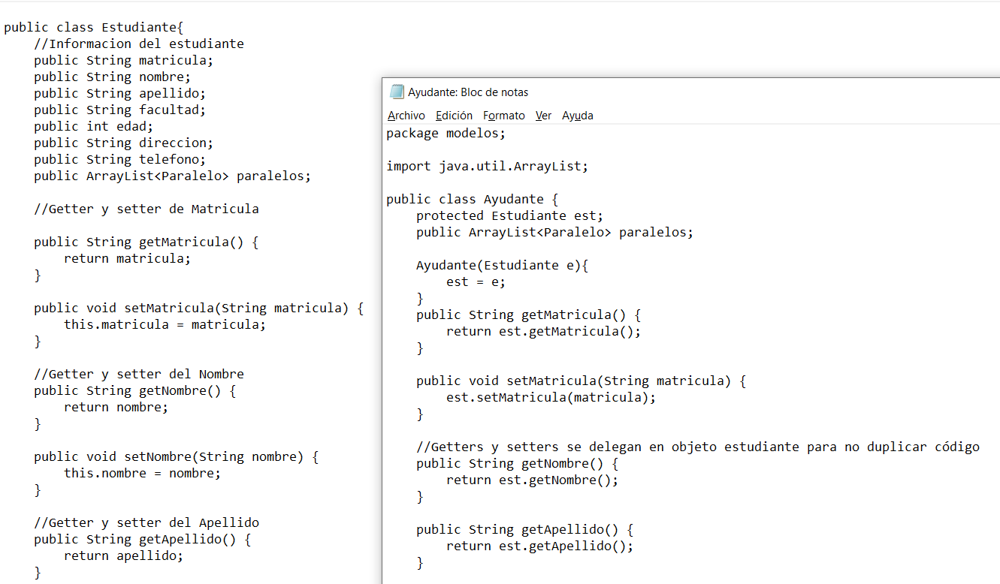 public class Estudiante{
//Informacion del estudiante
public String matricula;
public String nombre;
public String apellido;
public String facultad;
public int edad;
public String direccion;
public String telefono;
public ArrayList<Paralelo> paralelos;
//Getter y setter de Matricula
public String getMatricula() {
return matricula;
}
public void setMatricula(String matricula) {
this.matricula = matricula;
}
//Getter y setter del Nombre
public String getNombre() {
return nombre;
}
public void setNombre(String nombre) {
this.nombre = nombre;
}
//Getter y setter del Apellido
public String getApellido() {
return apellido;
}
Ayudante: Bloc de notas
Archivo Edición Formato Ver Ayuda
package modelos;
import java.util.ArrayList;
public class Ayudante {
protected Estudiante est;
public ArrayList<Paralelo> paralelos;
Ayudante(Estudiante e){
est = e;
}
public String getMatricula() {
return est.getMatricula();
}
public void setMatricula(String matricula) {
est.setMatricula(matricula);
}
//Getters y setters se delegan en objeto estudiante para no duplicar código
public String getNombre() {
return est.getNombre();
}
public String getApellido() {
return est.getApellido();
}